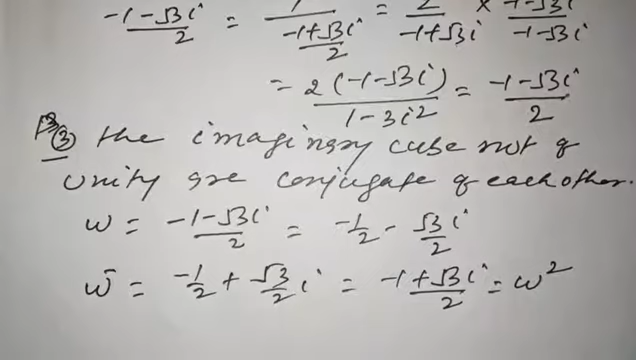 -1-√3i/2 = 1/(-1+√3i/2) = 2/(-1+√3i) × (-1-√3i)/(-1-√3i)
= 2(-1-√3i)/(1-3i²) = (-1-√3i)/2
P③ the imaginary cube root of
unity are conjugate of each other.
ω = (-1-√3i)/2 = -1/2 - √3i/2
ω̄ = -1/2 + √3/2 i = (-1+√3i)/2 = ω²